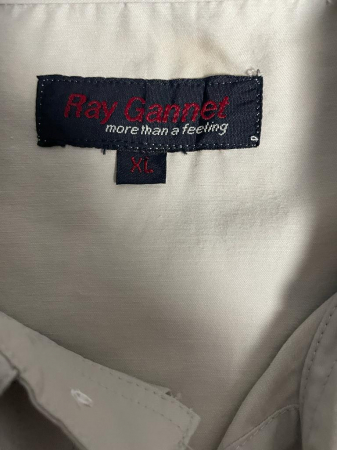 Ray Gannet
more than a feeling
XL